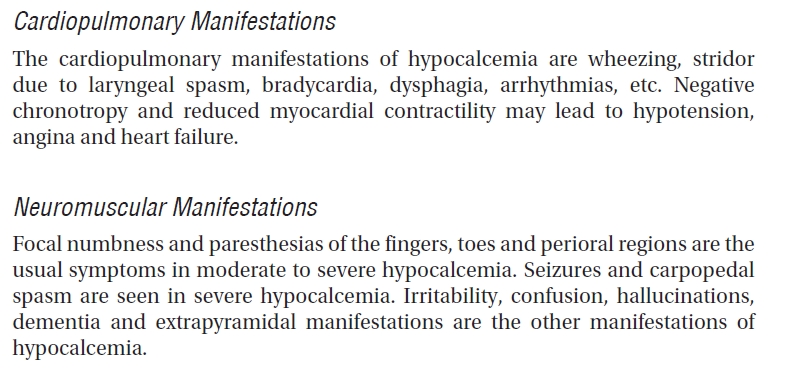 Cardiopulmonary Manifestations
The cardiopulmonary manifestations of hypocalcemia are wheezing, stridor
due to laryngeal spasm, bradycardia, dysphagia, arrhythmias, etc. Negative
chronotropy and reduced myocardial contractility may lead to hypotension,
angina and heart failure.
Neuromuscular Manifestations
Focal numbness and paresthesias of the fingers, toes and perioral regions are the
usual symptoms in moderate to severe hypocalcemia. Seizures and carpopedal
spasm are seen in severe hypocalcemia. Irritability, confusion, hallucinations,
dementia and extrapyramidal manifestations are the other manifestations of
hypocalcemia.